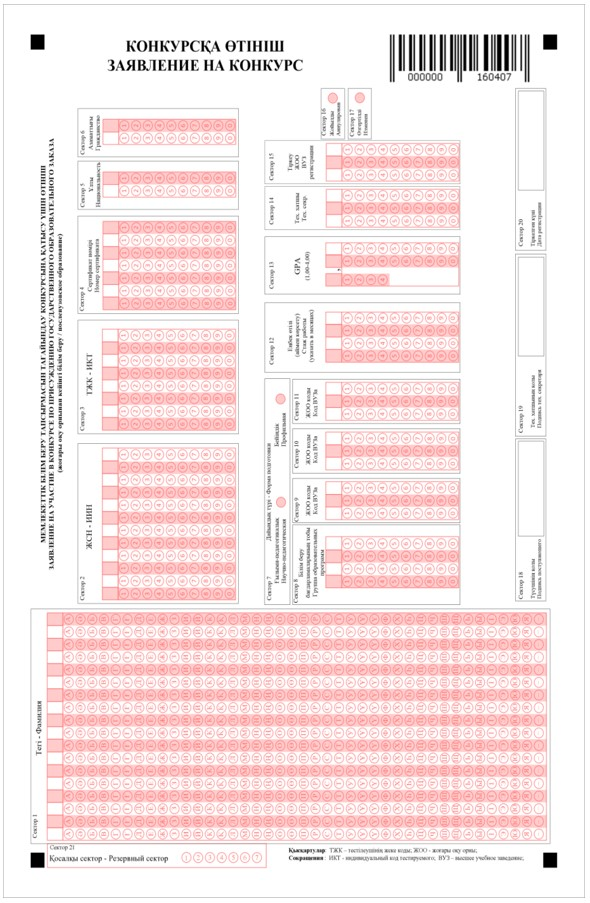 КОНКУРСҚА ӨТІНІШ
ЗАЯВЛЕНИЕ НА КОНКУРС
000000 160407
МЕМЛЕКЕТТІК БІЛІМ БЕРУ ТАПСЫРМАСЫН ТАҒАЙЫНДАУ КОНКУРСЫНА ҚАТЫСУ ҮШІН ӨТІНІШ
ЗАЯВЛЕНИЕ НА УЧАСТИЕ В КОНКУРСЕ ПО ПРИСУЖДЕНИЮ ГОСУДАРСТВЕННОГО ОБРАЗОВАТЕЛЬНОГО ЗАКАЗА
(жоғары оқу орнынан кейінгі білім беру / послевузовское образование)
Сектор 1
Тегі - Фамилия
Сектор 2
ЖСН - ИИН
Сектор 3
ТЖК - ИКТ
Сектор 4
Сертификат нөмірі
Номер сертификата
Сектор 5
Ұлты
Национальность
Сектор 6
Азаматтығы
Гражданство
Сектор 7
Дайындық түрі - Форма подготовки
Ғылыми-педагогикалық
Научно-педагогическая
Бейіндік
Профильная
Сектор 8
Білім беру
бағдарламаларының тобы
Группа образовательных
программ
Сектор 9
ЖОО коды
Код ВУЗа
Сектор 10
ЖОО коды
Код ВУЗа
Сектор 11
ЖОО коды
Код ВУЗа
Сектор 12
Еңбек өтілі
(аймен көрсету)
Стаж работы
(указать в месяцах)
Сектор 13
GPA
(1,00-4,00)
Сектор 14
Тех. хатшы
Тех. секр.
Сектор 15
Тіркеу
ЖОО
ВУЗ
регистрации
Сектор 16
Жойылды
Аннулирован
Сектор 17
Өзгертілді
Изменен
Сектор 18
Түсушінің қолы
Подпись поступающего
Сектор 19
Тех. хатшының қолы
Подпись тех. секретаря
Сектор 20
Тіркелген күні
Дата регистрации
Сектор 21
Қосалқы сектор - Резервный сектор
1 2 3 4 5 6 7
Қысқартулар: ТЖК – тестіленушінің жеке коды; ЖОО - жоғары оқу орны;
Сокращения : ИКТ - индивидуальный код тестируемого; ВУЗ – высшее учебное заведение;